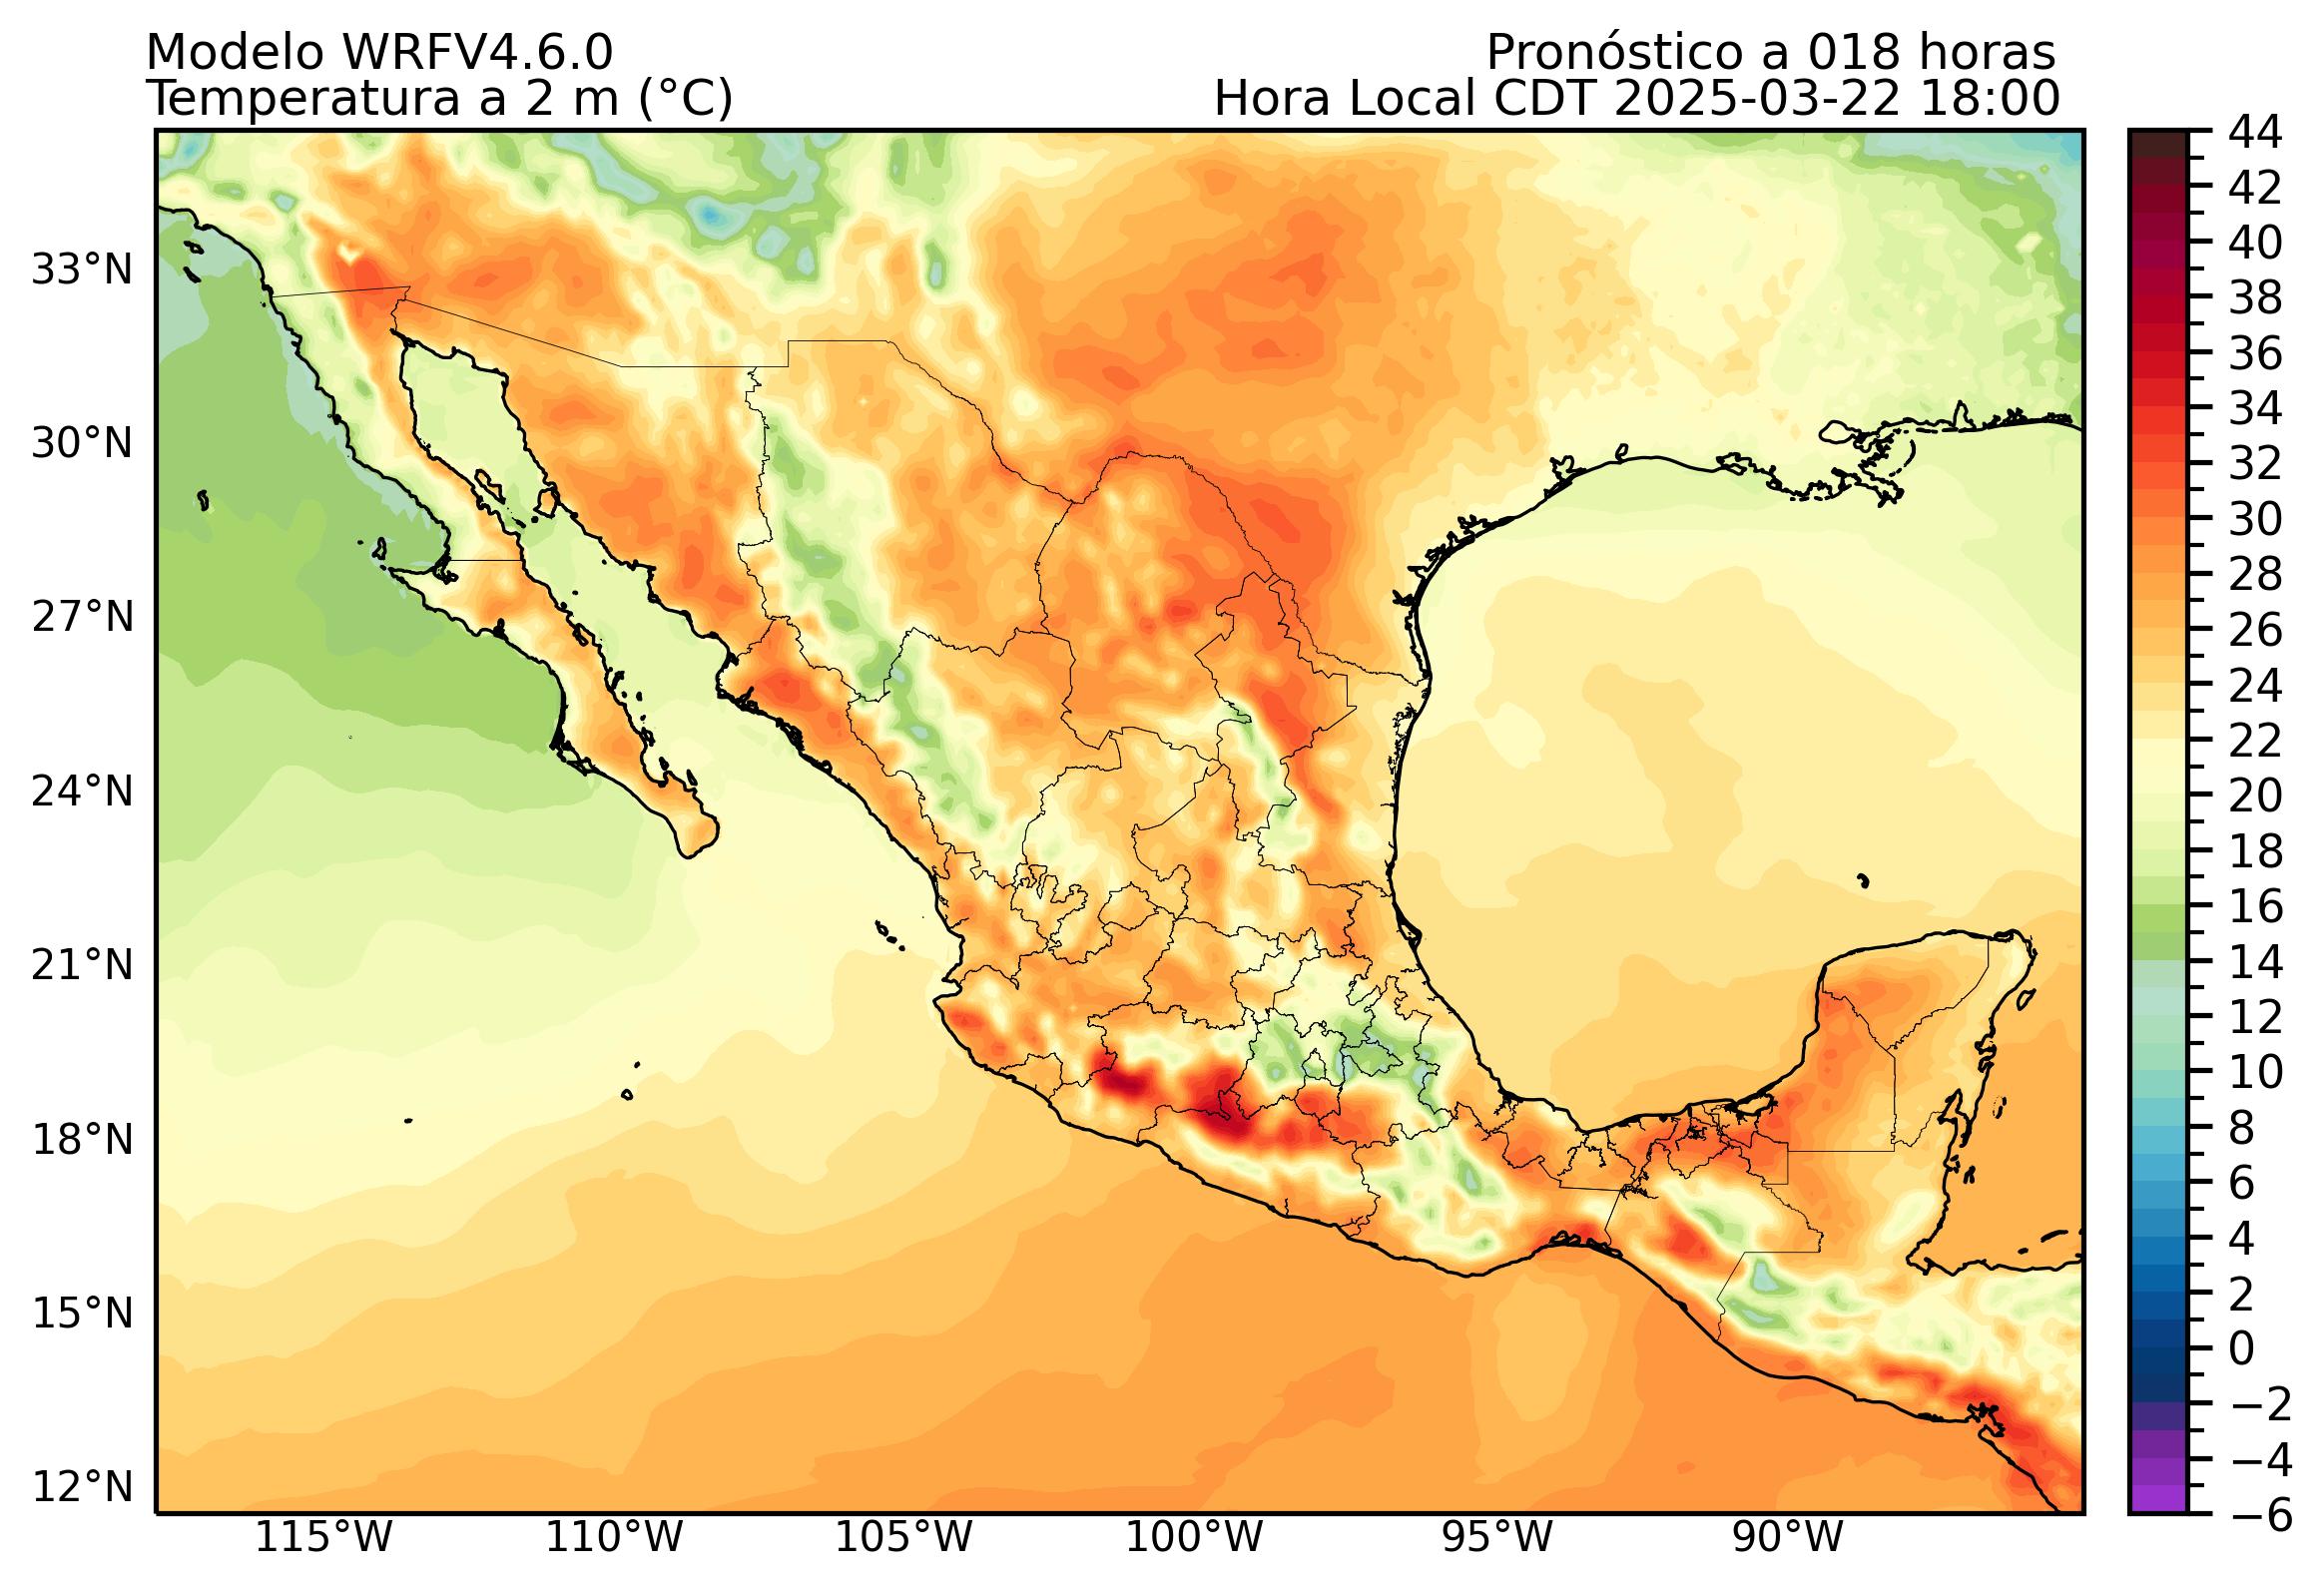 Modelo WRFV4.6.0
Pronóstico a 018 horas
Temperatura a 2 m (°C)
Hora Local CDT 2025-03-22 18:00
44
42
40
38
36
34
32
30
28
26
24
22
20
18
16
14
12
10
8
6
4
2
0
−2
−4
−6
33°N
30°N
27°N
24°N
21°N
18°N
15°N
12°N
115°W 110°W 105°W 100°W 95°W 90°W